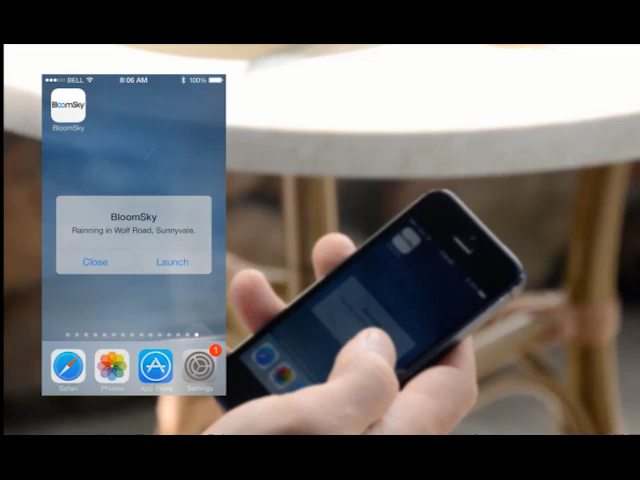 BELL 8:06 AM 100%
BloomSky
BloomSky
BloomSky
Rainning in Wolf Road, Sunnyvale.
Close Launch
1
Safari Photos App Store Settings